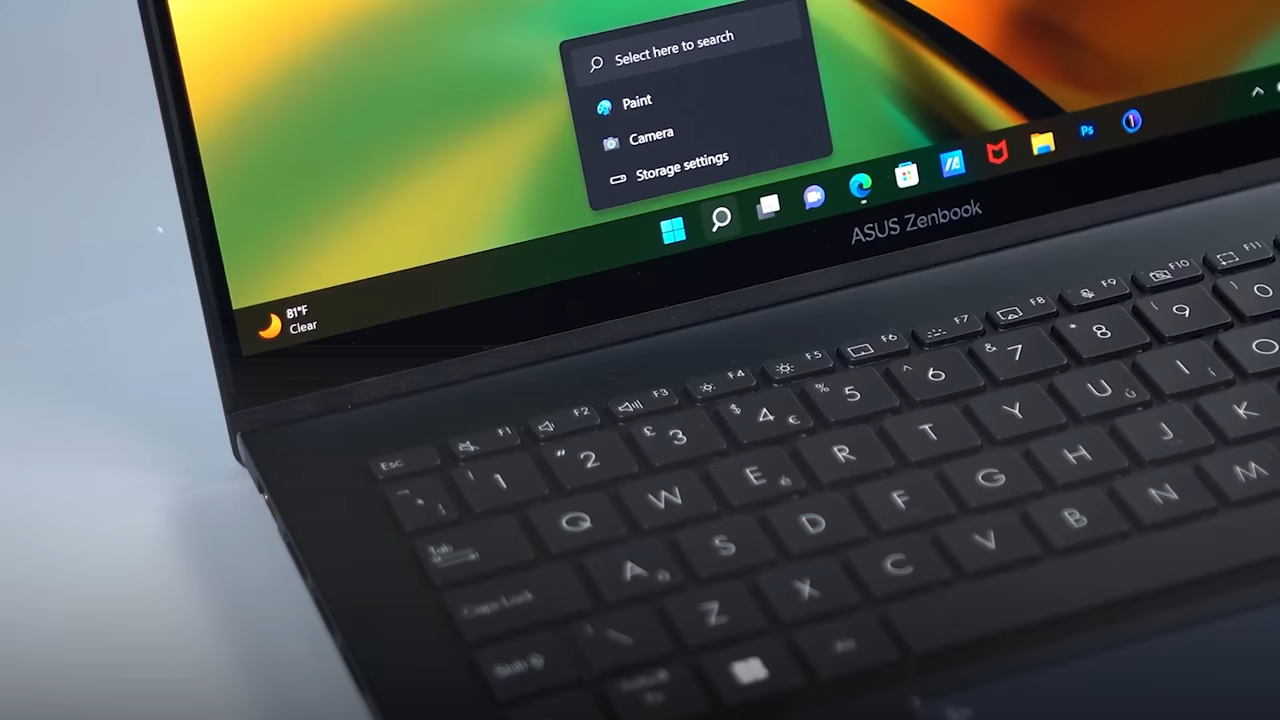 Select here to search
Paint
Camera
Storage settings
Ps
81°F
Clear
ASUS Zenbook
Esc F1 F2 F3 F4 F5 F6 F7 F8 F9 F10 F11
! 1 " 2 £ 3 $ 4 € % 5 ^ 6 & 7 * 8 ( 9 ) 0
Tab Q W E é R T Y U ú I í O
Caps Lock A á S D F G H J K
Shift \ Z X C V B N M
Alt